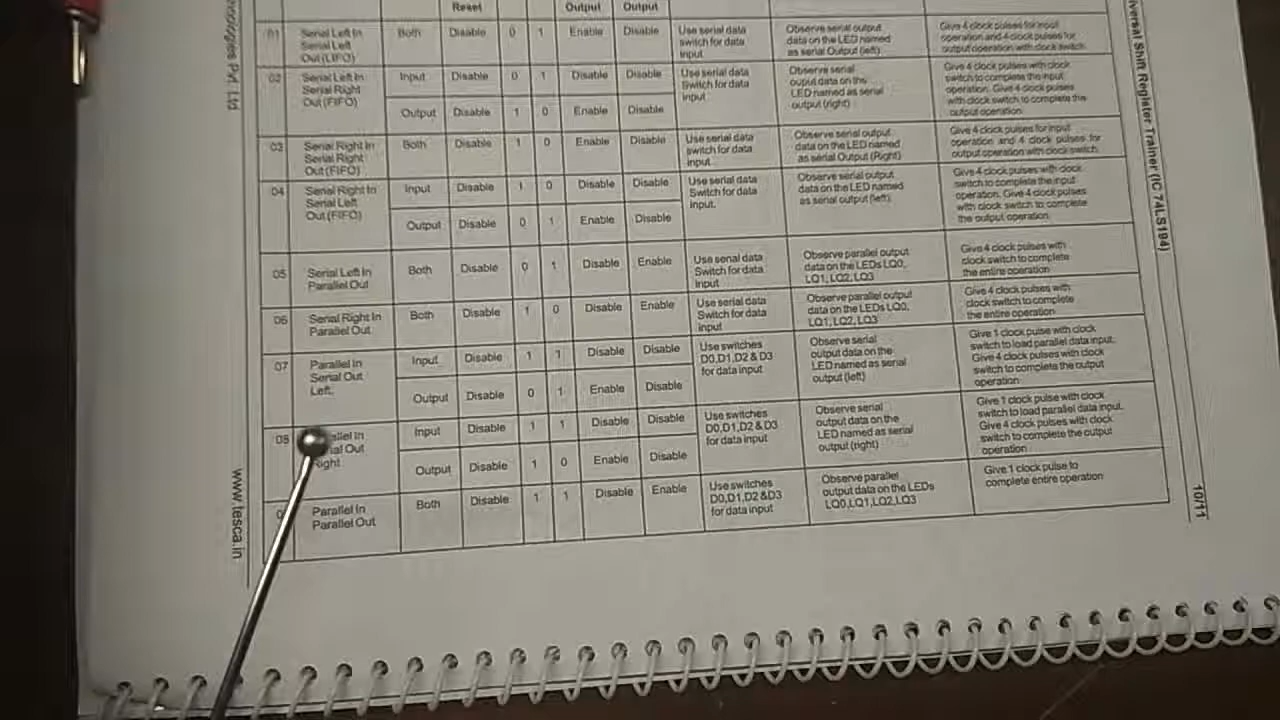 Reset Output Output
01 Serial Left In Serial Left Out (LIFO) Both Disable 0 1 Enable Disable Use serial data switch for data input Observe serial output data on the LED named as serial Output (left) Give 4 clock pulses for input operation and 4 clock pulses for output operation with clock switch
02 Serial Left In Serial Right Out (FIFO) Input Disable 0 1 Disable Disable Use serial data Switch for data input Observe serial ouput data on the LED named as serial output (right) Give 4 clock pulses with clock switch to complete the input operation. Give 4 clock pulses with clock switch to complete the output operation
Output Disable 1 0 Enable Disable
03 Serial Right In Serial Right Out (FIFO) Both Disable 1 0 Enable Disable Use serial data switch for data input Observe serial output data on the LED named as serial Output (Right) Give 4 clock pulses for input operation and 4 clock pulses for output operation with clock switch.
04 Serial Right In Serial Left Out (FIFO) Input Disable 1 0 Disable Disable Use serial data Switch for data input. Observe serial output data on the LED named as serial output (left) Give 4 clock pulses with clock switch to complete the input operation. Give 4 clock pulses with clock switch to complete the output operation.
Output Disable 0 1 Enable Disable
05 Serial Left In Parallel Out Both Disable 0 1 Disable Enable Use serial data Switch for data input Observe parallel output data on the LEDs LQ0, LQ1, LQ2, LQ3 Give 4 clock pulses with clock switch to complete the entire operation
06 Serial Right In Parallel Out Both Disable 1 0 Disable Enable Use serial data Switch for data input Observe parallel output data on the LEDs LQ0, LQ1, LQ2, LQ3 Give 4 clock pulses with clock switch to complete the entire operation
07 Parallel In Serial Out Left. Input Disable 1 1 Disable Disable Use switches D0,D1,D2 & D3 for data input Observe serial output data on the LED named as serial output (left) Give 1 clock pulse with clock switch to load parallel data input. Give 4 clock pulses with clock switch to complete the output operation
Output Disable 0 1 Enable Disable
08 In Out Right Input Disable 1 1 Disable Disable Use switches D0,D1,D2 & D3 for data input Observe serial output data on the LED named as serial output (right) Give 1 clock pulse with clock switch to load parallel data input. Give 4 clock pulses with clock switch to complete the output operation
Output Disable 1 0 Enable Disable
Parallel In Parallel Out Both Disable 1 1 Disable Enable Use switches D0,D1,D2 &D3 for data input Observe parallel output data on the LEDs LQ0,LQ1,LQ2,LQ3 Give 1 clock pulse to complete entire operation
Pvt. Ltd
www.tesca.in
Shift Register Trainer (IC 74LS194)
10/11